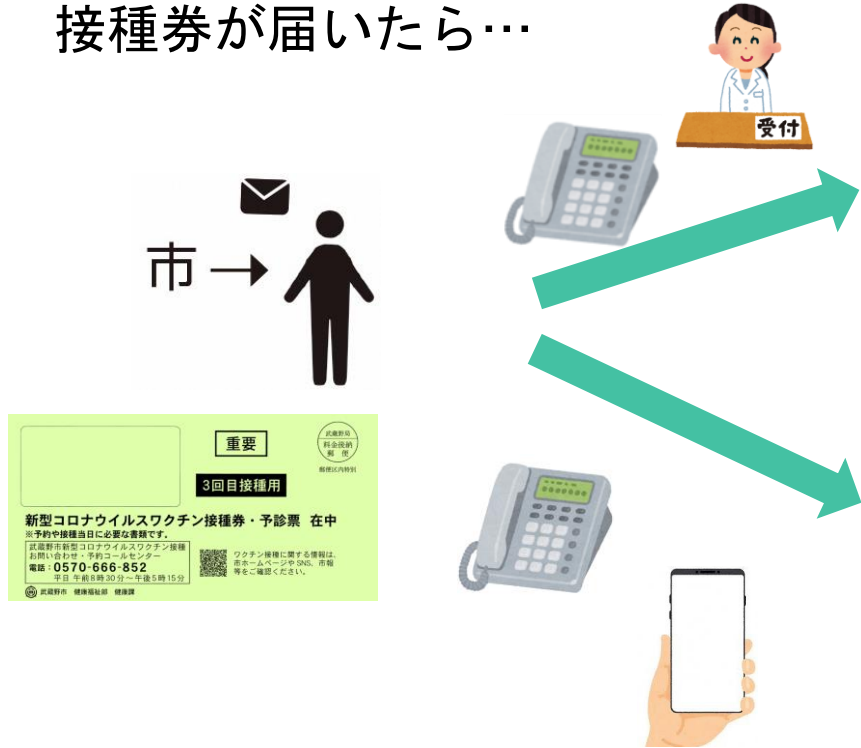 接種券が届いたら…
受付
市→
重要
武蔵野局
料金後納
郵便
郵便区内特別
3回目接種用
新型コロナウイルスワクチン接種券・予診票 在中
※予約や接種当日に必要な書類です。
武蔵野市新型コロナウイルスワクチン接種
お問い合わせ・予約コールセンター
電話：0570-666-852
平日 午前8時30分～午後5時15分
ワクチン接種に関する情報は、
市ホームページや SNS、市報
等をご確認ください。
武蔵野市 健康福祉部 健康課